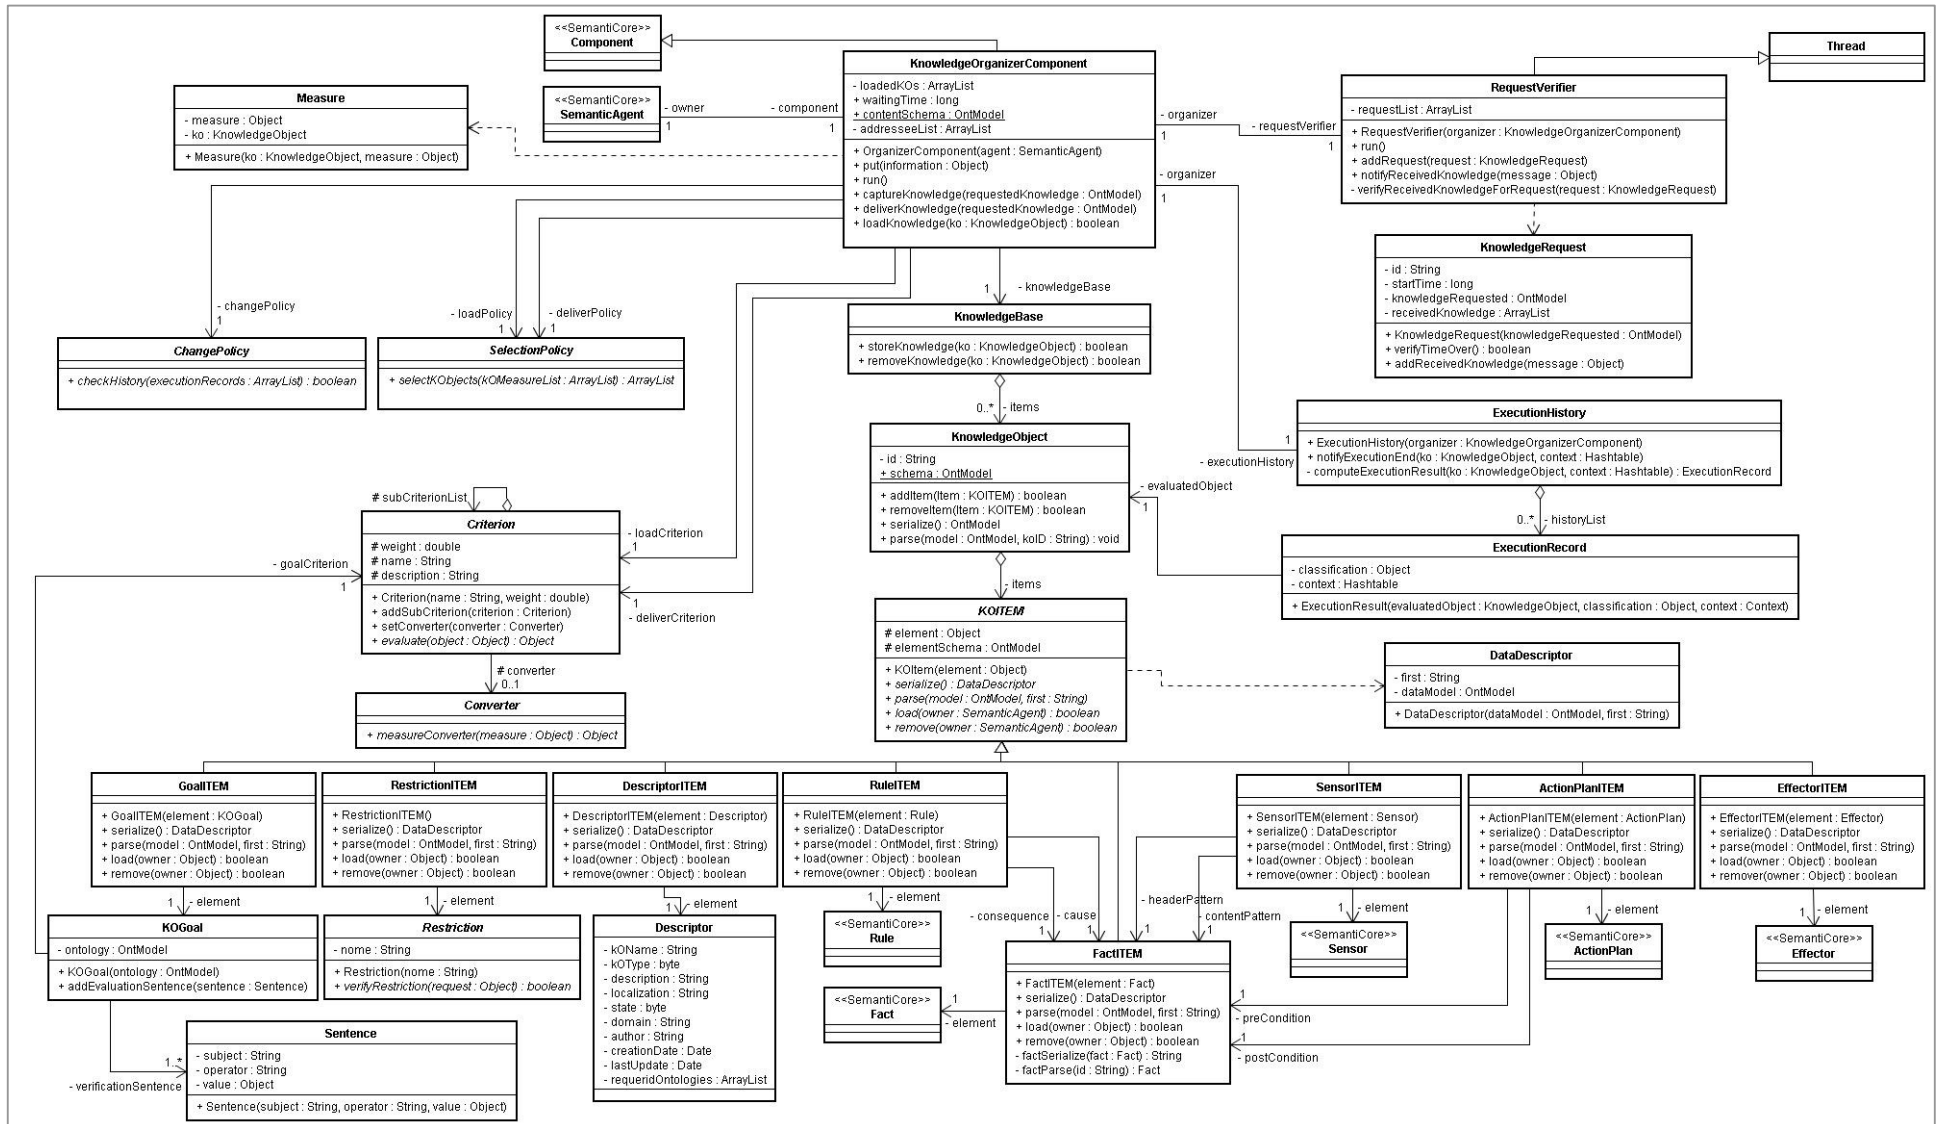 <<SemantiCore>>
Component
<<SemantiCore>>
SemanticAgent
- owner
1
- component
1
KnowledgeOrganizerComponent
- loadedKOs : ArrayList
+ waitingTime : long
+ contentSchema : OntModel
- addresseeList : ArrayList
+ OrganizerComponent(agent : SemanticAgent)
+ put(information : Object)
+ run()
+ captureKnowledge(requestedKnowledge : OntModel)
+ deliverKnowledge(requestedKnowledge : OntModel)
+ loadKnowledge(ko : KnowledgeObject) : boolean
Thread
RequestVerifier
- requestList : ArrayList
+ RequestVerifier(organizer : KnowledgeOrganizerComponent)
+ run()
+ addRequest(request : KnowledgeRequest)
+ notifyReceivedKnowledge(message : Object)
- verifyReceivedKnowledgeForRequest(request : KnowledgeRequest)
- organizer
1
- requestVerifier
1
- organizer
1
Measure
- measure : Object
- ko : KnowledgeObject
+ Measure(ko : KnowledgeObject, measure : Object)
KnowledgeRequest
- id : String
- startTime : long
- knowledgeRequested : OntModel
- receivedKnowledge : ArrayList
+ KnowledgeRequest(knowledgeRequested : OntModel)
+ verifyTimeOver() : boolean
+ addReceivedKnowledge(message : Object)
- changePolicy
1
- loadPolicy
1
- deliverPolicy
1
1
- knowledgeBase
ChangePolicy
+ checkHistory(executionRecords : ArrayList) : boolean
SelectionPolicy
+ selectKObjects(kOMeasureList : ArrayList) : ArrayList
KnowledgeBase
+ storeKnowledge(ko : KnowledgeObject) : boolean
+ removeKnowledge(ko : KnowledgeObject) : boolean
0..*
- items
KnowledgeObject
- id : String
+ schema : OntModel
+ addItem(Item : KOITEM) : boolean
+ removeItem(Item : KOITEM) : boolean
+ serialize() : OntModel
+ parse(model : OntModel, koID : String) : void
ExecutionHistory
+ ExecutionHistory(organizer : KnowledgeOrganizerComponent)
+ notifyExecutionEnd(ko : KnowledgeObject, context : Hashtable)
- computeExecutionResult(ko : KnowledgeObject, context : Hashtable) : ExecutionRecord
1
- executionHistory
- evaluatedObject
1
0..*
- historyList
ExecutionRecord
- classification : Object
- context : Hashtable
+ ExecutionResult(evaluatedObject : KnowledgeObject, classification : Object, context : Context)
# subCriterionList
Criterion
# weight : double
# name : String
# description : String
+ Criterion(name : String, weight : double)
+ addSubCriterion(criterion : Criterion)
+ setConverter(converter : Converter)
+ evaluate(object : Object) : Object
- goalCriterion
1
- loadCriterion
1
1
- deliverCriterion
# converter
0..1
Converter
+ measureConverter(measure : Object) : Object
- items
KOITEM
# element : Object
# elementSchema : OntModel
+ KOItem(element : Object)
+ serialize() : DataDescriptor
+ parse(model : OntModel, first : String)
+ load(owner : SemanticAgent) : boolean
+ remove(owner : SemanticAgent) : boolean
DataDescriptor
- first : String
- dataModel : OntModel
+ DataDescriptor(dataModel : OntModel, first : String)
GoalITEM
+ GoalITEM(element : KOGoal)
+ serialize() : DataDescriptor
+ parse(model : OntModel, first : String)
+ load(owner : Object) : boolean
+ remove(owner : Object) : boolean
RestrictionITEM
+ RestrictionITEM()
+ serialize() : DataDescriptor
+ parse(model : OntModel, first : String)
+ load(owner : Object) : boolean
+ remove(owner : Object) : boolean
DescriptorITEM
+ DescriptorITEM(element : Descriptor)
+ serialize() : DataDescriptor
+ parse(model : OntModel, first : String)
+ load(owner : Object) : boolean
+ remove(owner : Object) : boolean
RuleITEM
+ RuleITEM(element : Rule)
+ serialize() : DataDescriptor
+ parse(model : OntModel, first : String)
+ load(owner : Object) : boolean
+ remove(owner : Object) : boolean
SensorITEM
+ SensorITEM(element : Sensor)
+ serialize() : DataDescriptor
+ parse(model : OntModel, first : String)
+ load(owner : Object) : boolean
+ remove(owner : Object) : boolean
ActionPlanITEM
+ ActionPlanITEM(element : ActionPlan)
+ serialize() : DataDescriptor
+ parse(model : OntModel, first : String)
+ load(owner : Object) : boolean
+ remove(owner : Object) : boolean
EffectorITEM
+ EffectorITEM(element : Effector)
+ serialize() : DataDescriptor
+ parse(model : OntModel, first : String)
+ load(owner : Object) : boolean
+ remover(owner : Object) : boolean
1
- element
1
- element
1
- element
1
- element
- consequence
1
- cause
1
- headerPattern
1
- contentPattern
1
1
- element
1
- element
1
- element
KOGoal
- ontology : OntModel
+ KOGoal(ontology : OntModel)
+ addEvaluationSentence(sentence : Sentence)
Restriction
- nome : String
+ Restriction(nome : String)
+ verifyRestriction(request : Object) : boolean
Descriptor
- kOName : String
- kOType : byte
- description : String
- localization : String
- state : byte
- domain : String
- author : String
- creationDate : Date
- lastUpdate : Date
- requeridOntologies : ArrayList
<<SemantiCore>>
Rule
<<SemantiCore>>
Fact
1
- element
FactITEM
+ FactITEM(element : Fact)
+ serialize() : DataDescriptor
+ parse(model : OntModel, first : String)
+ load(owner : Object) : boolean
+ remove(owner : Object) : boolean
- factSerialize(fact : Fact) : String
- factParse(id : String) : Fact
<<SemantiCore>>
Sensor
<<SemantiCore>>
ActionPlan
<<SemantiCore>>
Effector
1
- preCondition
1
- postCondition
1..*
- verificationSentence
Sentence
- subject : String
- operator : String
- value : Object
+ Sentence(subject : String, operator : String, value : Object)